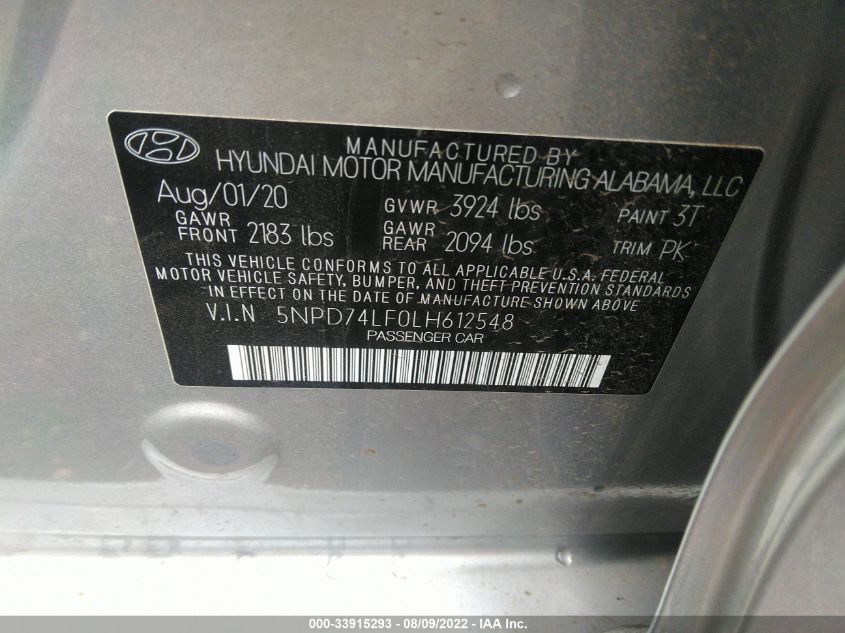 MANUFACTURED BY
HYUNDAI MOTOR MANUFACTURING ALABAMA, LLC
Aug/01/20 GVWR 3924 lbs PAINT 3T
GAWR FRONT 2183 lbs GAWR REAR 2094 lbs TRIM PK
THIS VEHICLE CONFORMS TO ALL APPLICABLE U.S.A. FEDERAL
MOTOR VEHICLE SAFETY, BUMPER, AND THEFT PREVENTION STANDARDS
IN EFFECT ON THE DATE OF MANUFACTURE SHOWN ABOVE
V.I.N 5NPD74LF0LH612548
PASSENGER CAR
000-33915293 - 08/09/2022 - IAA Inc.